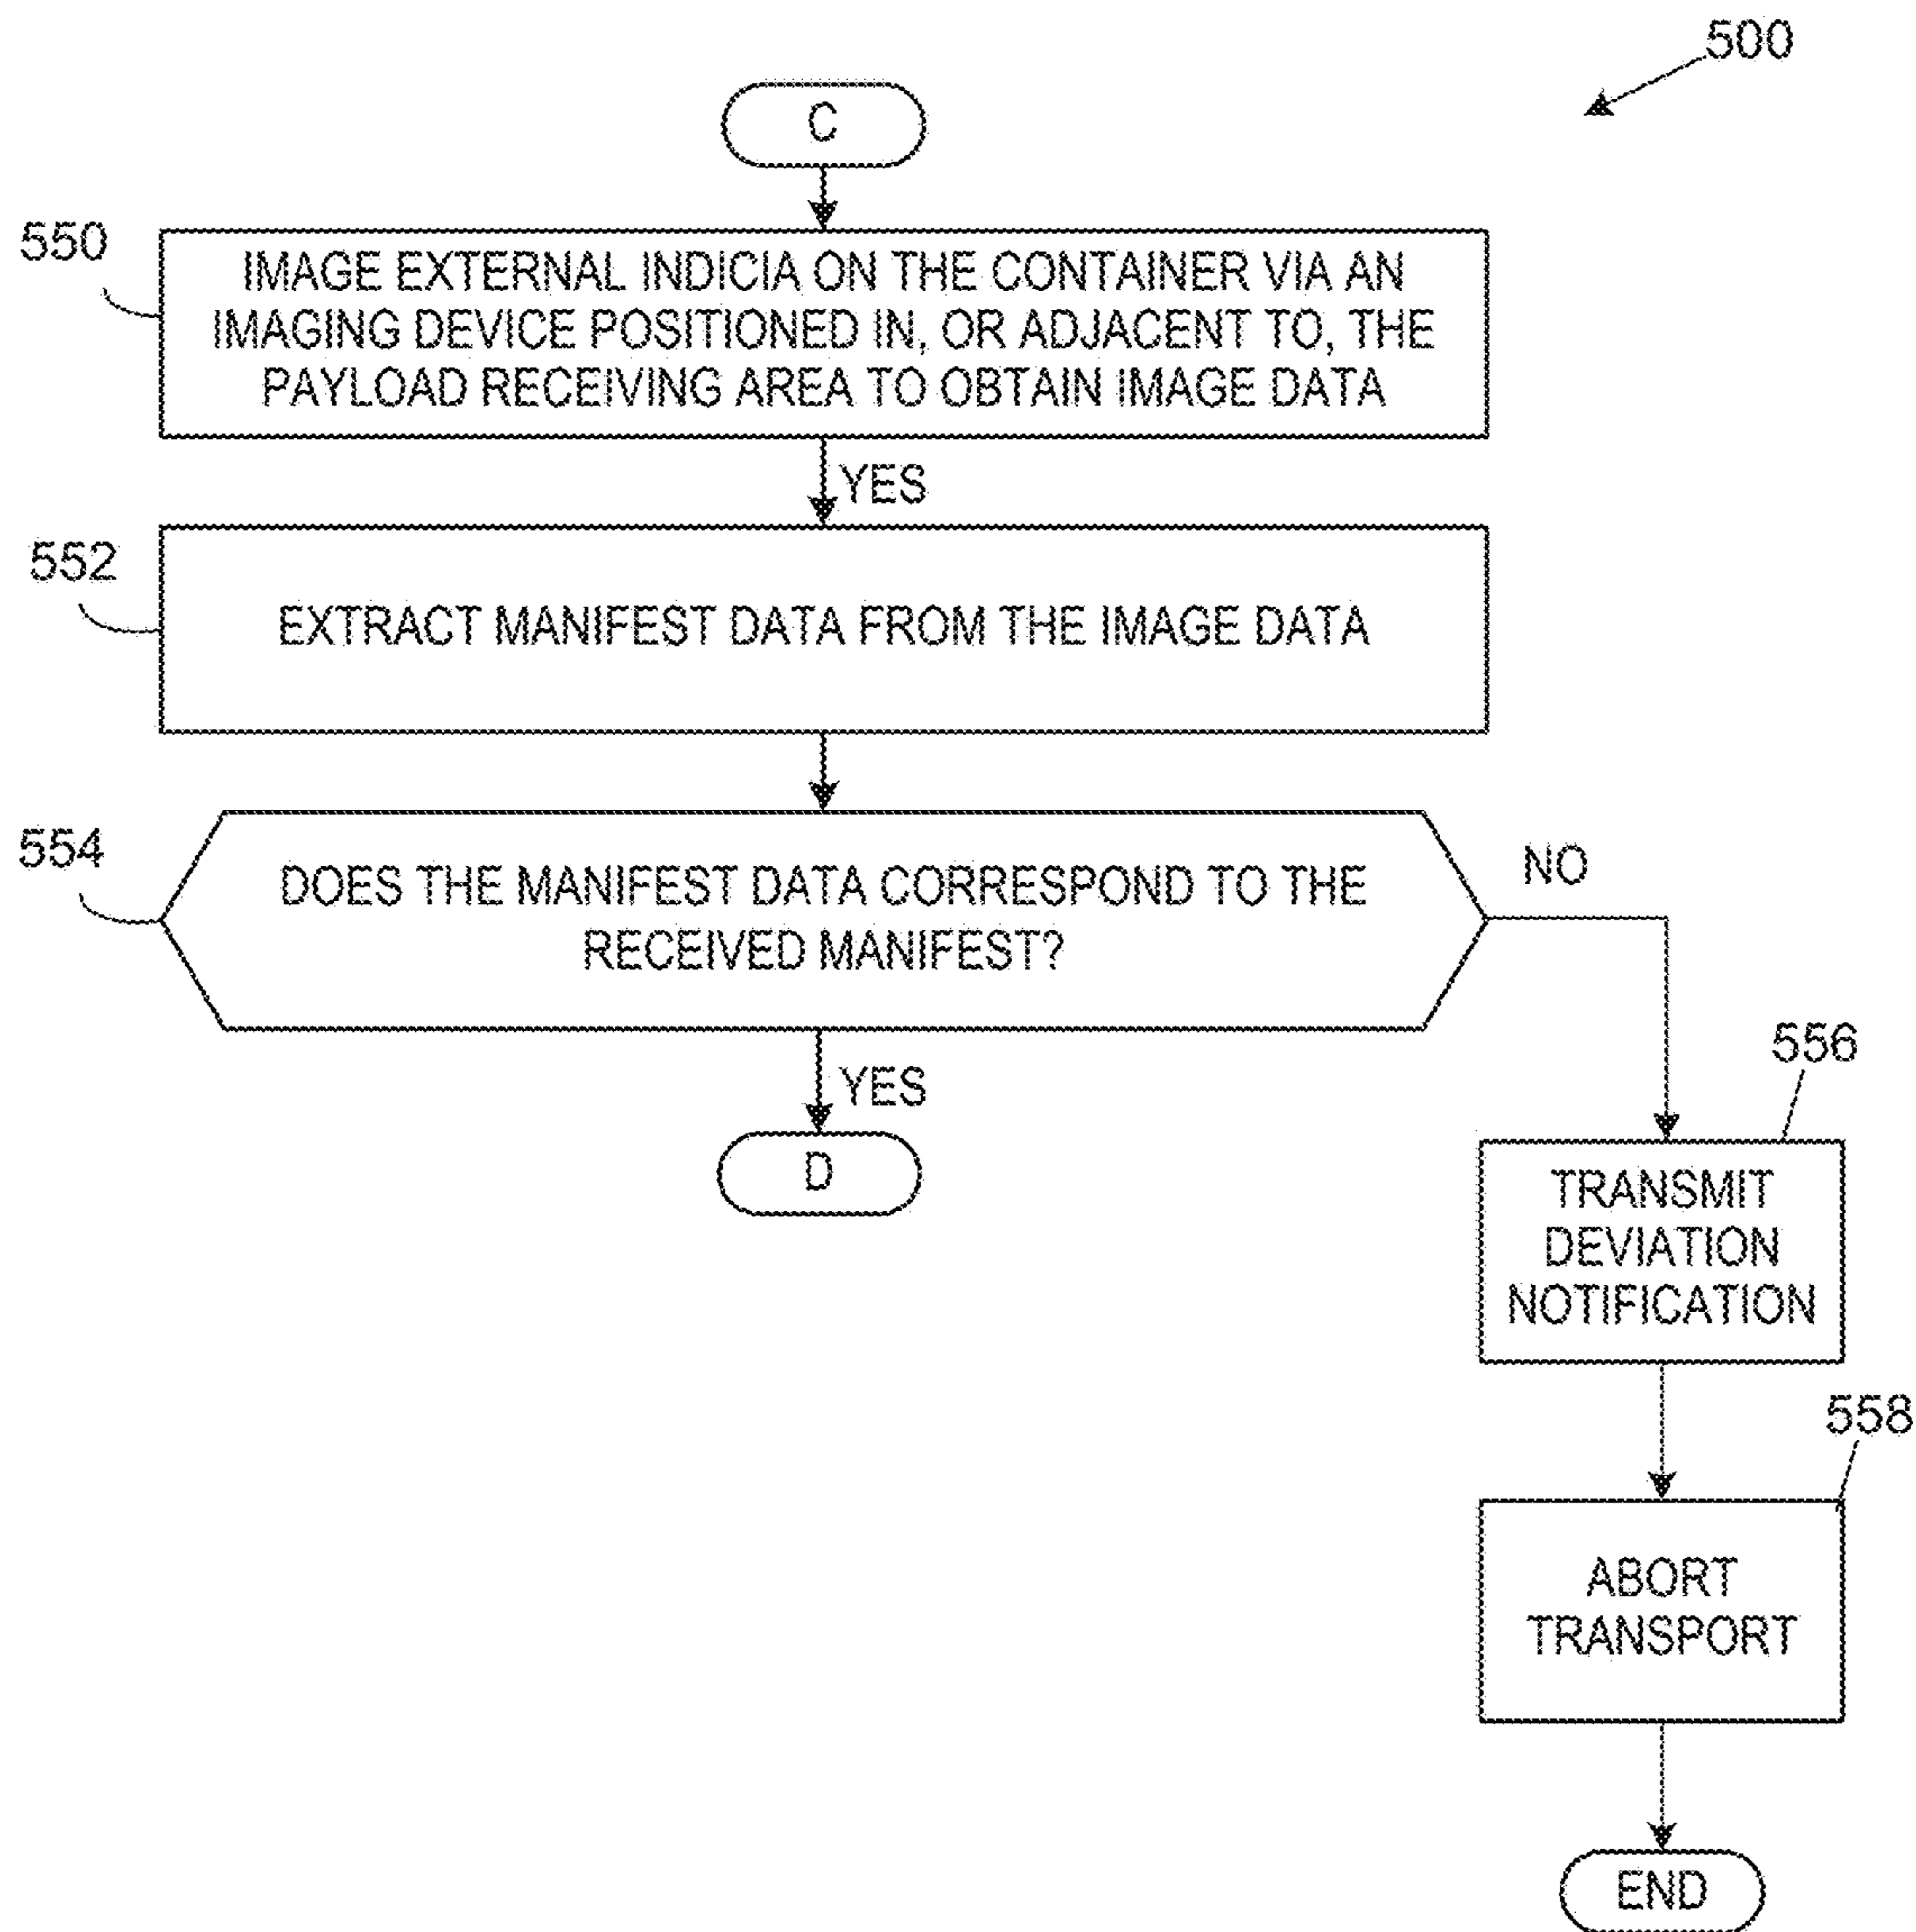 500
C
550
IMAGE EXTERNAL INDICIA ON THE CONTAINER VIA AN
IMAGING DEVICE POSITIONED IN, OR ADJACENT TO, THE
PAYLOAD RECEIVING AREA TO OBTAIN IMAGE DATA
YES
552
EXTRACT MANIFEST DATA FROM THE IMAGE DATA
554
DOES THE MANIFEST DATA CORRESPOND TO THE
RECEIVED MANIFEST?
NO
YES
D
556
TRANSMIT
DEVIATION
NOTIFICATION
558
ABORT
TRANSPORT
END